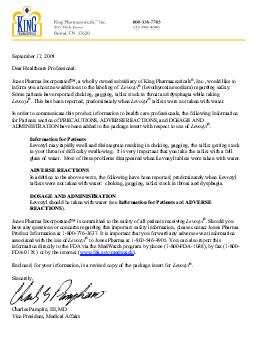 KING
King Pharmaceuticals, Inc.
800-336-7783
501 Fifth Street
Bristol, TN 37620
September 17, 2001
Dear Healthcare Professional:
Jones Pharma Incorporated™, a wholly owned subsidiary of King Pharmaceuticals®, Inc., would like to
inform you about new additions to the labeling of Levoxyl® (levothyroxine sodium) regarding safety.
Some patients have reported choking, gagging, tablet stuck in throat and dysphagia while taking
Levoxyl®. This has been reported, predominately when Levoxyl® tablets were not taken with water.
In order to communicate this product information to health care professionals, the following Information
for Patients section of PRECAUTIONS, ADVERSE REACTIONS, and DOSAGE AND
ADMINISTRATION have been added to the package insert with respect to use of Levoxyl®.
Information for Patients
Levoxyl may rapidly swell and disintegrate resulting in choking, gagging, the tablet getting stuck
in your throat or difficulty swallowing. It is very important that you take the tablet with a full
glass of water. Most of these problems disappeared when Levoxyl tablets were taken with water.
ADVERSE REACTIONS
In addition to the above events, the following have been reported, predominately when Levoxyl
tablets were not taken with water: choking, gagging, tablet stuck in throat and dysphagia.
DOSAGE AND ADMINISTRATION
Levoxyl should be taken with water (see Information for Patients and ADVERSE
REACTIONS).
Jones Pharma Incorporated™ is committed to the safety of all patients receiving Levoxyl®. Should you
have any questions or concerns regarding this important safety information, please contact Jones Pharma
Product Information at 1-800-776-3637. It is important that you forward any adverse event information
associated with the use of Levoxyl® to Jones Pharma at 1-800-546-4905. You can also report this
information directly to the FDA via the MedWatch program by phone (1-800-FDA-1088), by fax (1-800-
FDA-0178) or by internet (www.fda.gov/medwatch).
Enclosed, for your information, is a revised copy of the package insert for Levoxyl®.
Sincerely,
Charles Pamplin, III, MD
Vice President, Medical Affairs